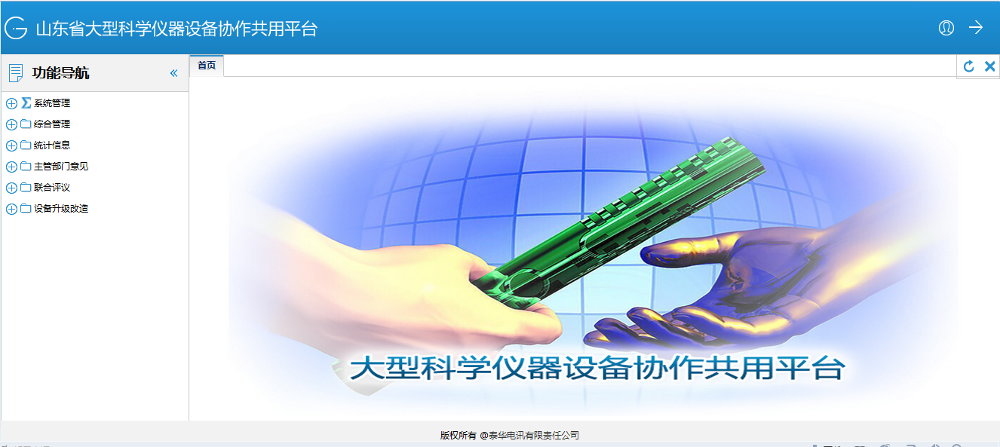 山东省大型科学仪器设备协作共用平台
功能导航
首页
系统管理
综合管理
统计信息
主管部门意见
联合评议
设备升级改造
大型科学仪器设备协作共用平台
版权所有 @泰华电讯有限责任公司